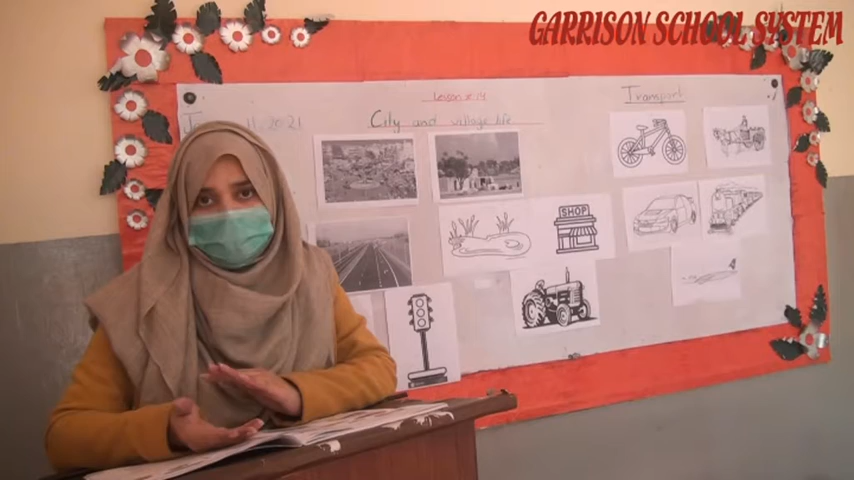 GARRISON SCHOOL SYSTEM
Lesson # 14
Transport
City and village life
SHOP